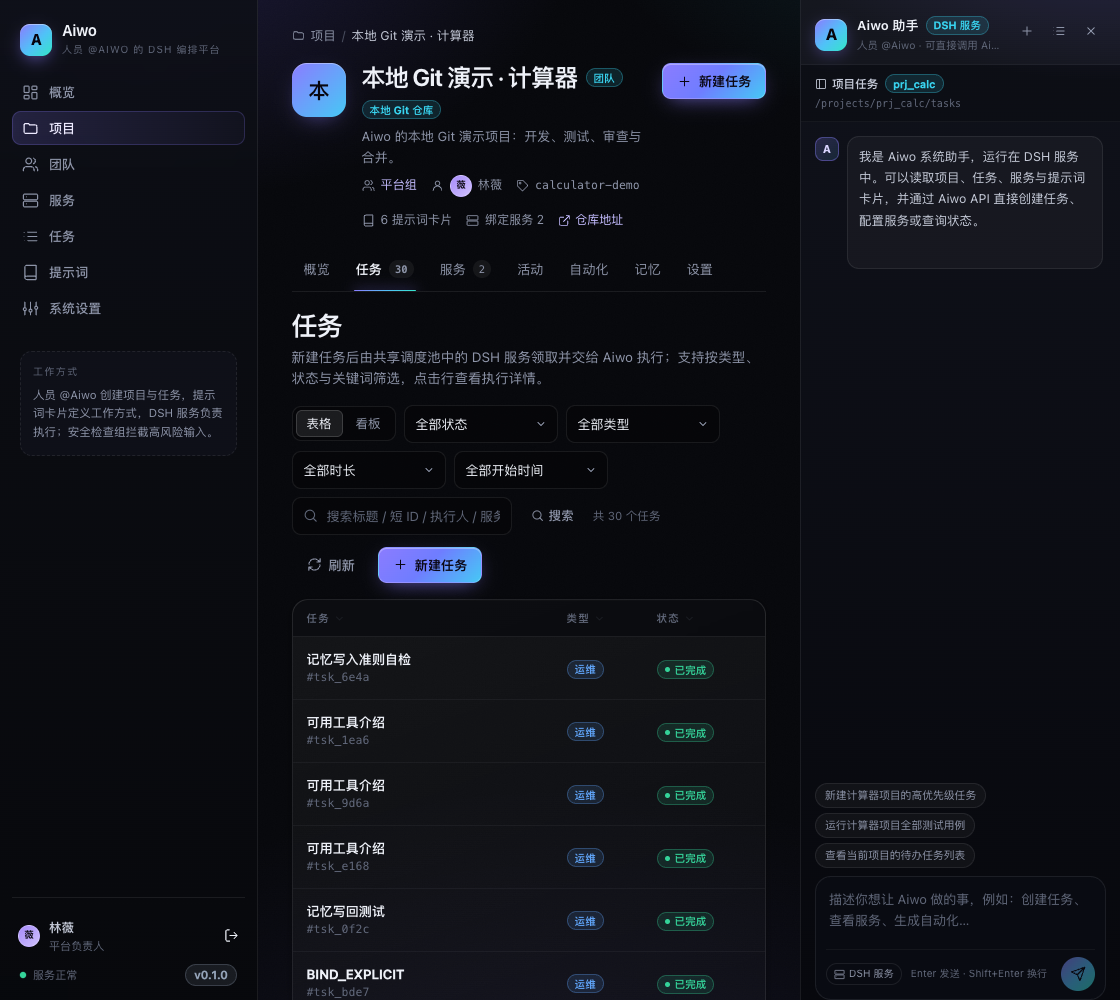 A
Aiwo
人员 @AIWO 的 DSH 编排平台
概览
项目
团队
服务
任务
提示词
系统设置
工作方式
人员 @Aiwo 创建项目与任务，提示
词卡片定义工作方式，DSH 服务负责
执行；安全检查组拦截高风险输入。
薇
林薇
平台负责人
服务正常
v0.1.0
项目 / 本地 Git 演示 · 计算器
本
本地 Git 演示 · 计算器 团队
本地 Git 仓库
新建任务
Aiwo 的本地 Git 演示项目：开发、测试、审查与
合并。
平台组 薇 林薇 calculator-demo
6 提示词卡片 绑定服务 2 仓库地址
概览 任务 30 服务 2 活动 自动化 记忆 设置
任务
新建任务后由共享调度池中的 DSH 服务领取并交给 Aiwo 执行；支持按类型、
状态与关键词筛选，点击行查看执行详情。
表格 看板 全部状态 全部类型
全部时长 全部开始时间
搜索标题 / 短 ID / 执行人 / 服务 搜索 共 30 个任务
刷新 新建任务
任务 类型 状态
记忆写入准则自检
#tsk_6e4a
运维 已完成
可用工具介绍
#tsk_1ea6
运维 已完成
可用工具介绍
#tsk_9d6a
运维 已完成
可用工具介绍
#tsk_e168
运维 已完成
记忆写回测试
#tsk_0f2c
运维 已完成
BIND_EXPLICIT
#tsk_bde7
运维 已完成
A
Aiwo 助手 DSH 服务
人员 @Aiwo · 可直接调用 Ai...
项目任务 prj_calc
/projects/prj_calc/tasks
A
我是 Aiwo 系统助手，运行在 DSH 服务
中。可以读取项目、任务、服务与提示词
卡片，并通过 Aiwo API 直接创建任务、
配置服务或查询状态。
新建计算器项目的高优先级任务
运行计算器项目全部测试用例
查看当前项目的待办任务列表
描述你想让 Aiwo 做的事，例如：创建任务、
查看服务、生成自动化...
DSH 服务 Enter 发送 · Shift+Enter 换行